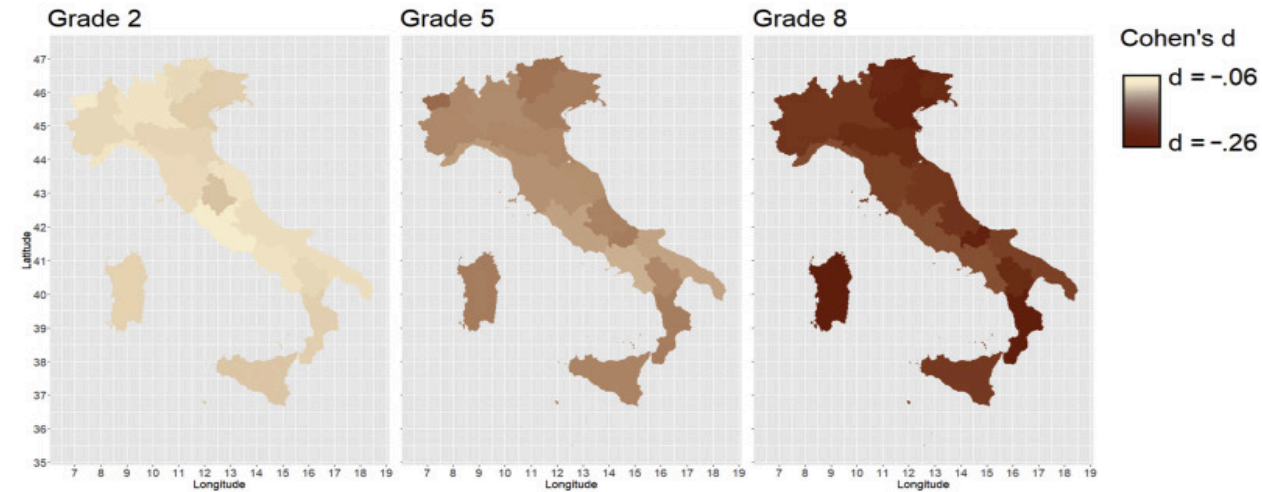 Grade 2
Grade 5
Grade 8
Cohen's d
d = -.06
d = -.26
47
46
45
44
43
42
41
40
39
38
37
36
35
Latitude
7 8 9 10 11 12 13 14 15 16 17 18 19
Longitude
7 8 9 10 11 12 13 14 15 16 17 18 19
Longitude
7 8 9 10 11 12 13 14 15 16 17 18 19
Longitude